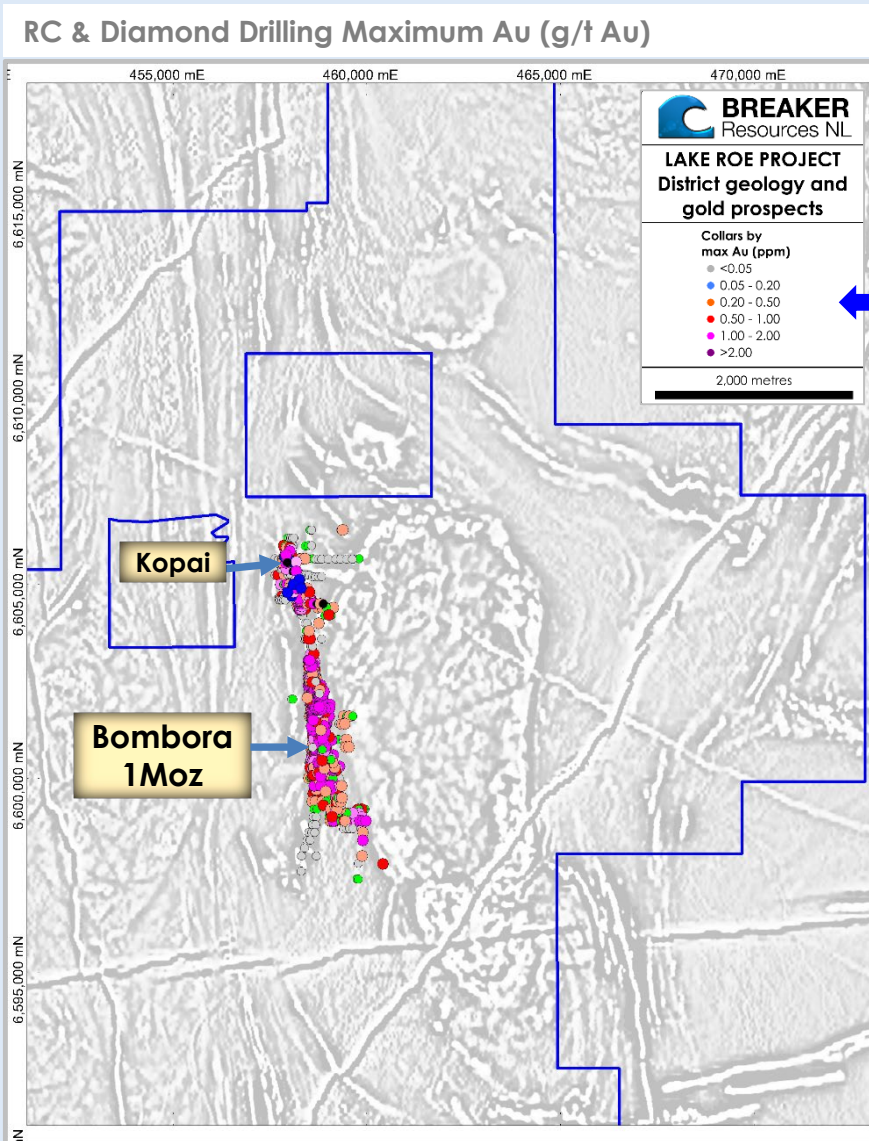 RC & Diamond Drilling Maximum Au (g/t Au)
E
455,000 mE
460,000 mE
465,000 mE
470,000 mE
BREAKER
Resources NL
LAKE ROE PROJECT
District geology and
gold prospects
Collars by
max Au (ppm)
<0.05
0.05 - 0.20
0.20 - 0.50
0.50 - 1.00
1.00 - 2.00
>2.00
2,000 metres
6,615,000 mN
6,610,000 mN
6,605,000 mN
6,600,000 mN
6,595,000 mN
mN
Kopai
Bombora
1Moz